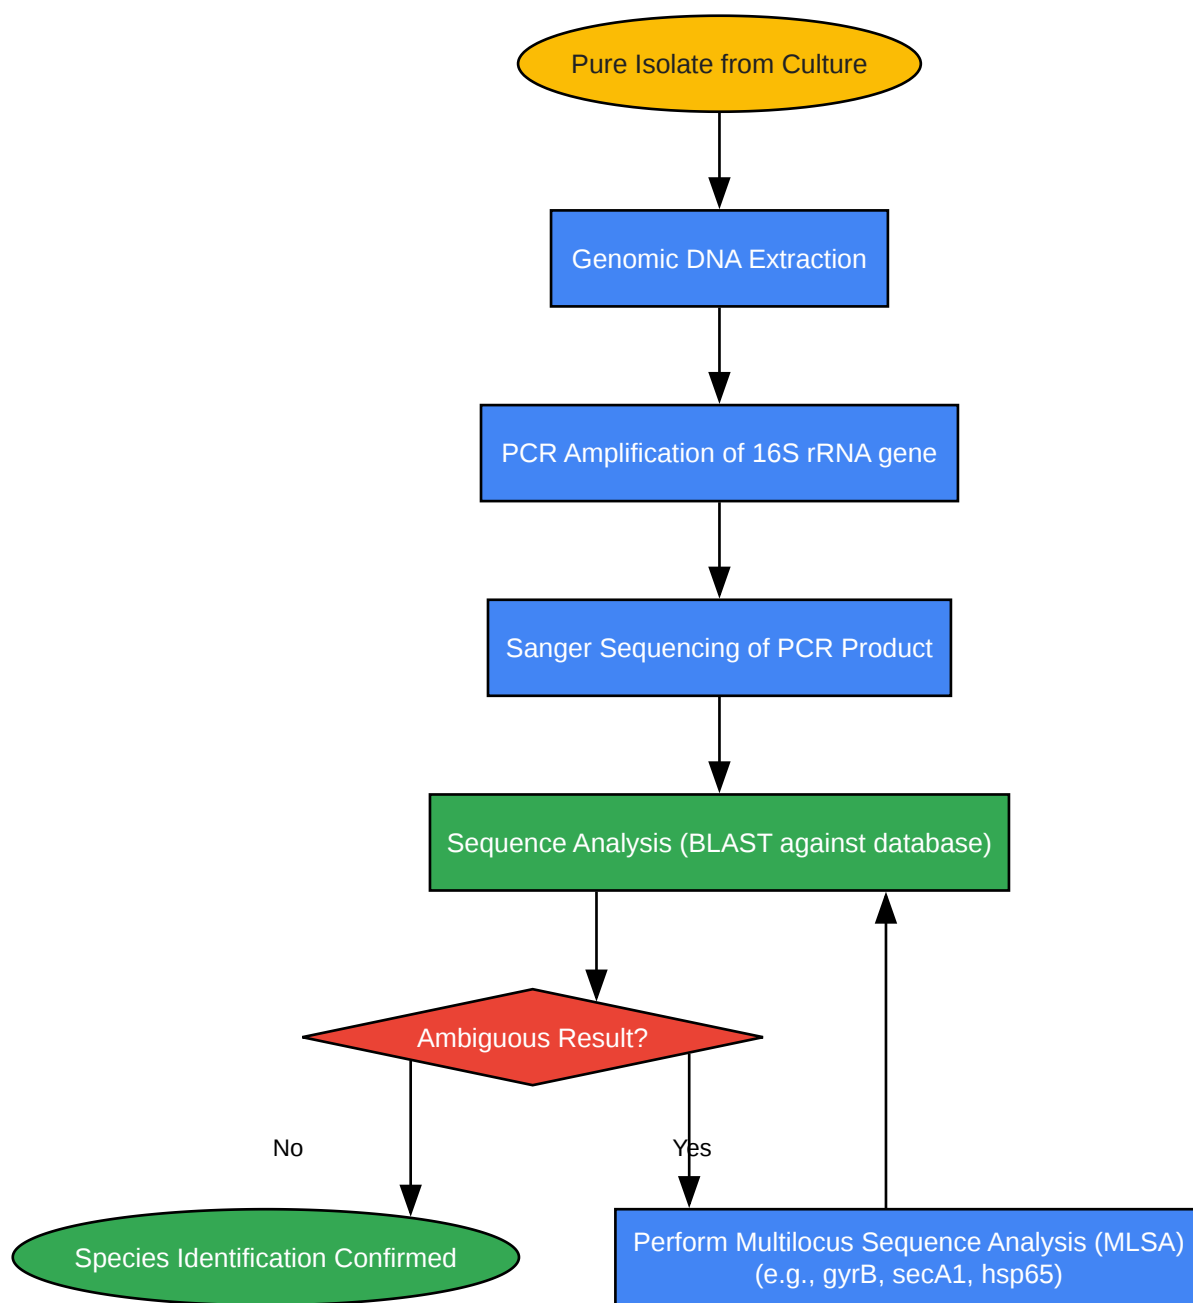 Pure Isolate from Culture
Genomic DNA Extraction
PCR Amplification of 16S rRNA gene
Sanger Sequencing of PCR Product
Sequence Analysis (BLAST against database)
Ambiguous Result?
No
Yes
Species Identification Confirmed
Perform Multilocus Sequence Analysis (MLSA)
(e.g., gyrB, secA1, hsp65)